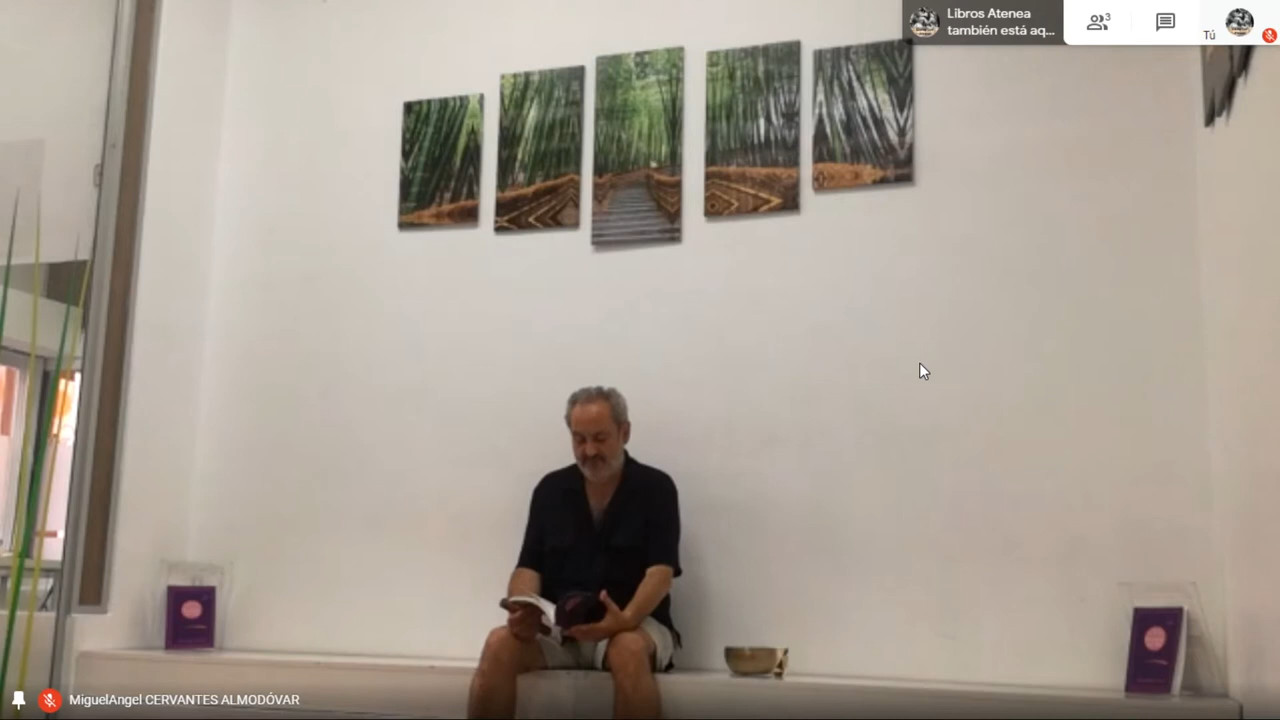 Libros Atenea
también está aq...
3
Tú
MiguelAngel CERVANTES ALMODÓVAR